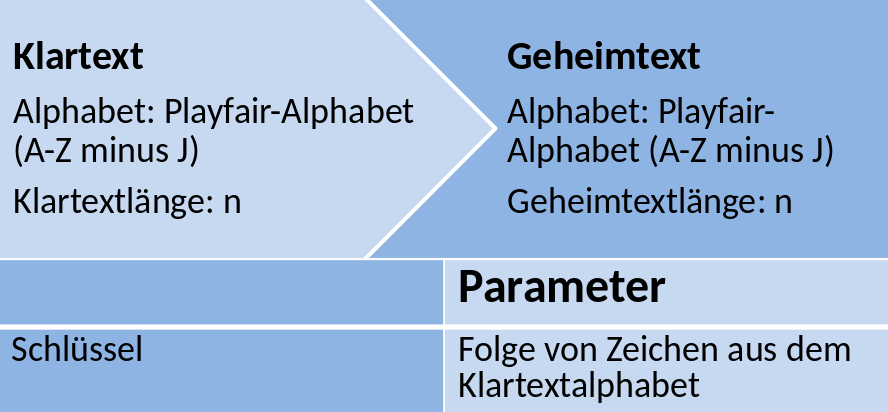 Klartext
Alphabet: Playfair-Alphabet
(A-Z minus J)
Klartextlänge: n
Geheimtext
Alphabet: Playfair-
Alphabet (A-Z minus J)
Geheimtextlänge: n
Parameter
Schlüssel
Folge von Zeichen aus dem
Klartextalphabet